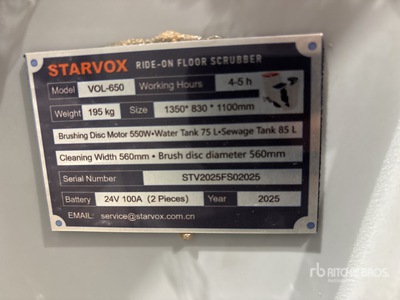 STARVOX RIDE-ON FLOOR SCRUBBER
Model VOL-650 Working Hours 4-5 h
Weight 195 kg Size 1350* 830 * 1100mm
Brushing Disc Motor 550W•Water Tank 75 L•Sewage Tank 85 L
Cleaning Width 560mm • Brush disc diameter 560mm
Serial Number STV2025FS02025
Battery 24V 100A (2 Pieces) Year 2025
EMAIL: service@starvox.com.cn
rb RITCHIE BROS.